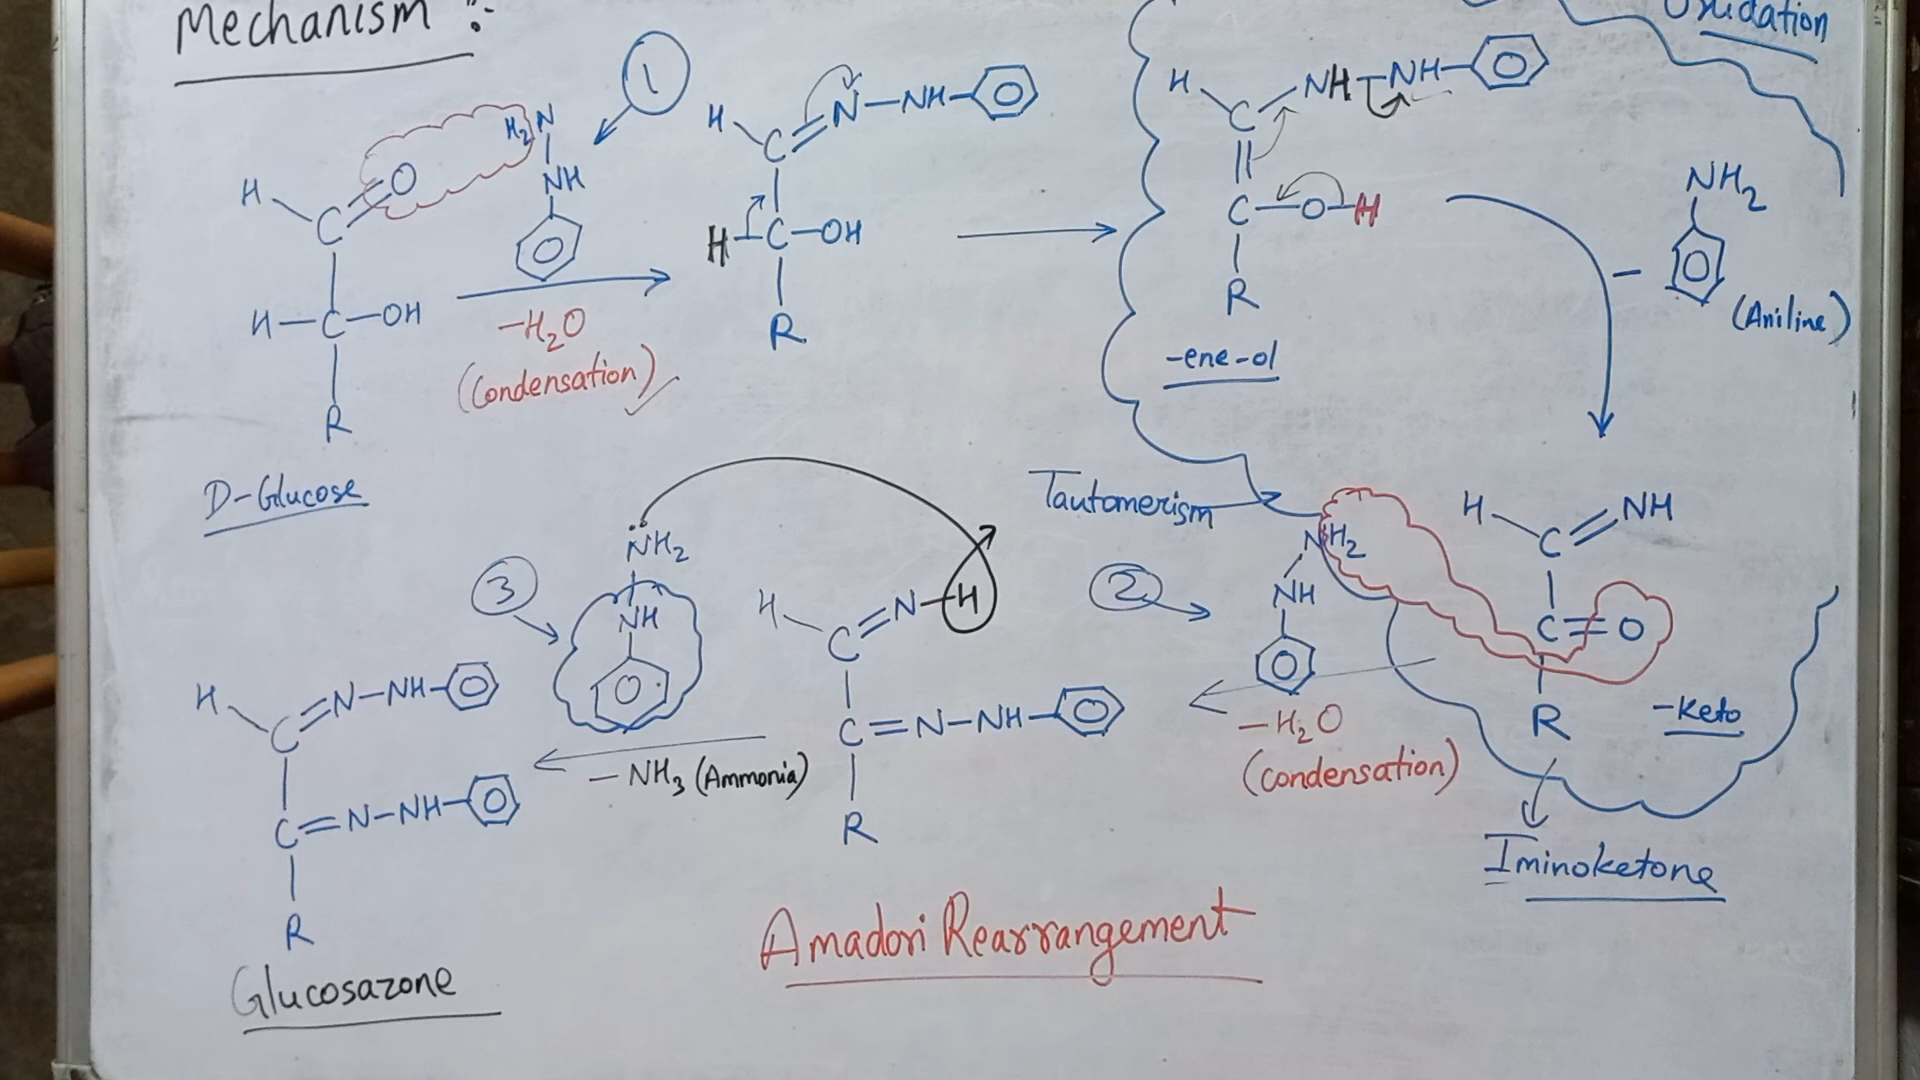 Mechanism :-
Oxidation
1
H
C=O
H2N
NH
H—C—OH
R
D-Glucose
-H2O
(Condensation)
H
C=N—NH
H—C—OH
R
H
C—NH—NH
C—O—H
R
-ene-ol
-
NH2
(Aniline)
Tautomerism
H
C=NH
C=O
R
-Keto
Iminoketone
2
NH2
NH
-H2O
(condensation)
H
C=N—H
C=N—NH
R
3
NH2
NH
- NH3 (Ammonia)
H
C=N—NH
C=N—NH
R
Glucosazone
Amadori Rearrangement